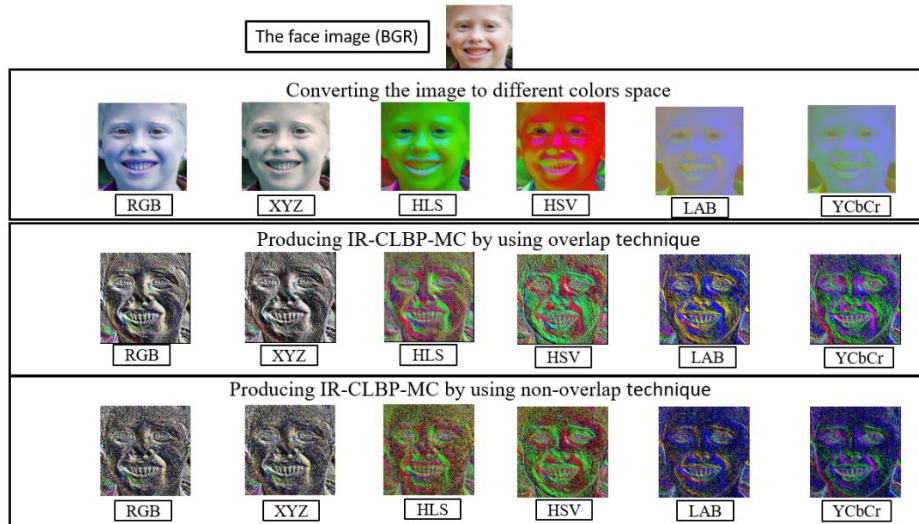 The face image (BGR)
Converting the image to different colors space
RGB XYZ HLS HSV LAB YCbCr
Producing IR-CLBP-MC by using overlap technique
RGB XYZ HLS HSV LAB YCbCr
Producing IR-CLBP-MC by using non-overlap technique
RGB XYZ HLS HSV LAB YCbCr